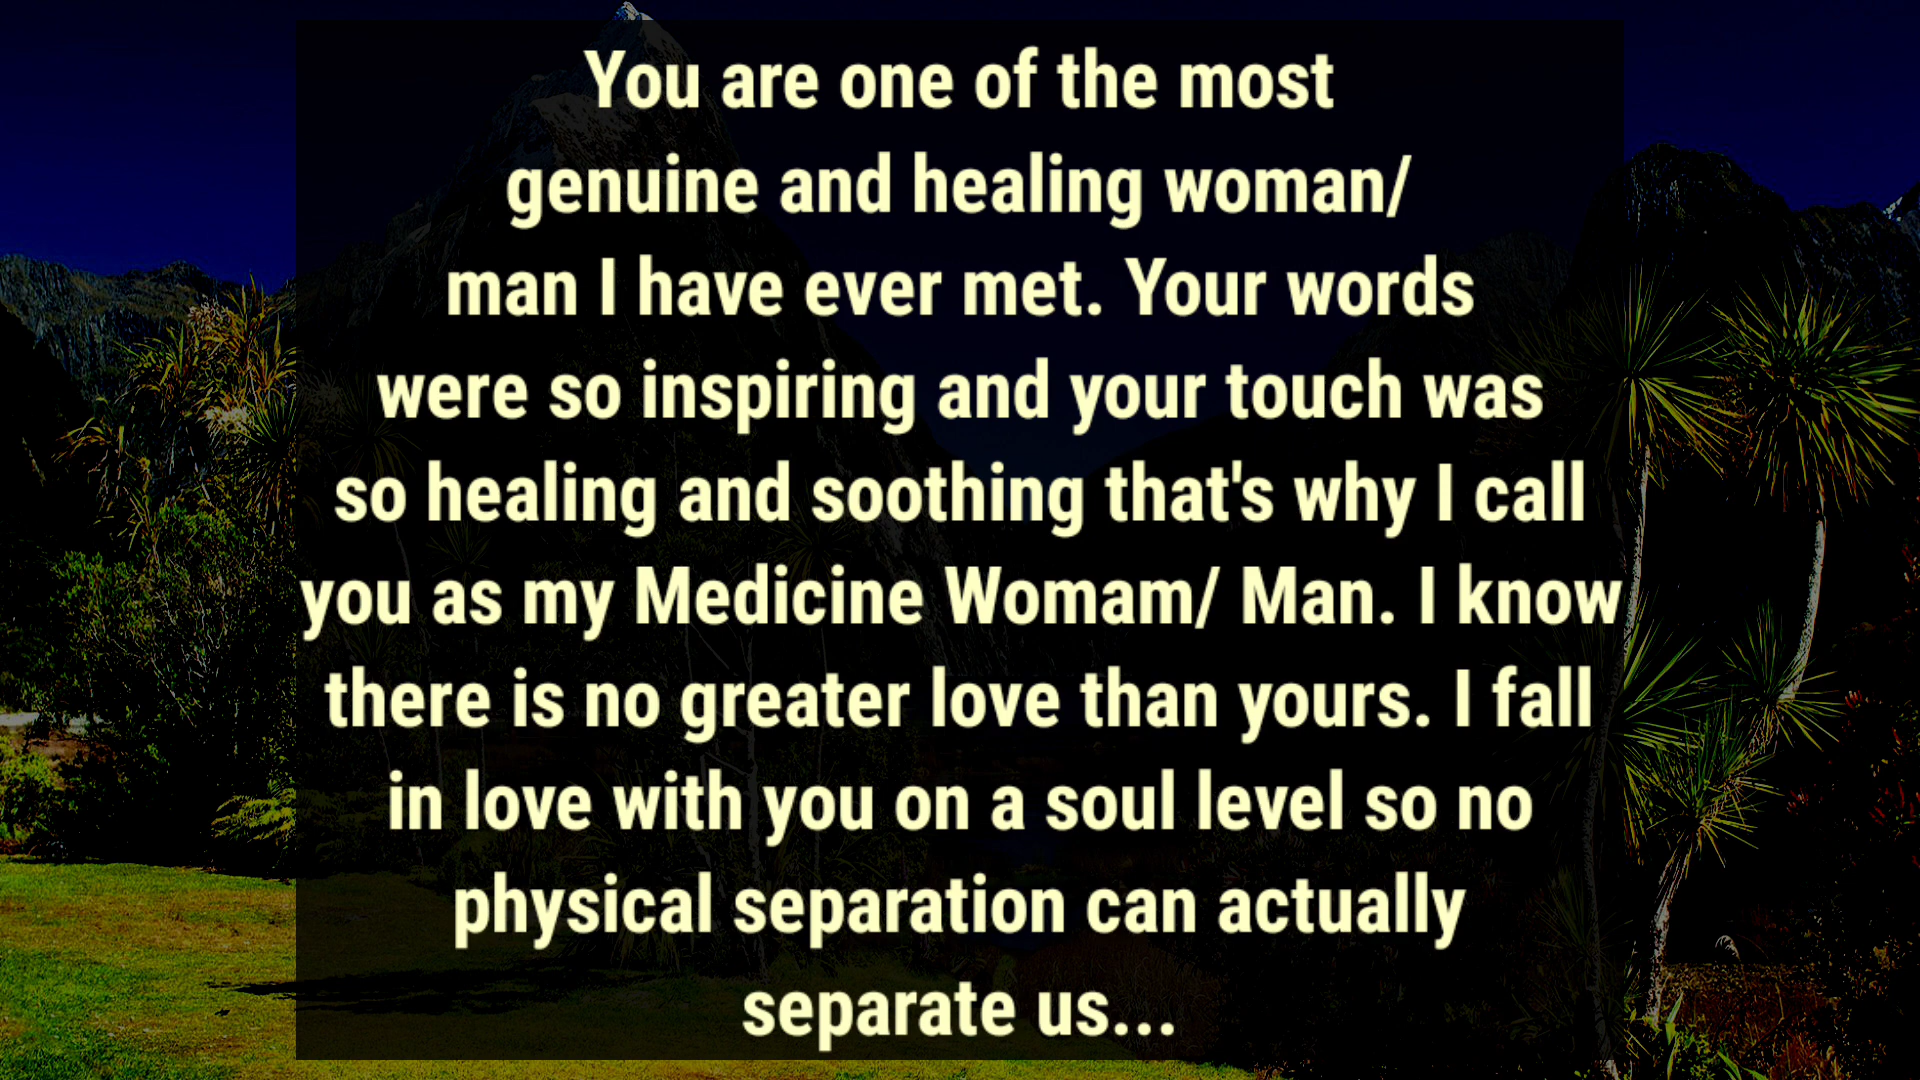 You are one of the most
genuine and healing woman/
man I have ever met. Your words
were so inspiring and your touch was
so healing and soothing that's why I call
you as my Medicine Womam/ Man. I know
there is no greater love than yours. I fall
in love with you on a soul level so no
physical separation can actually
separate us...